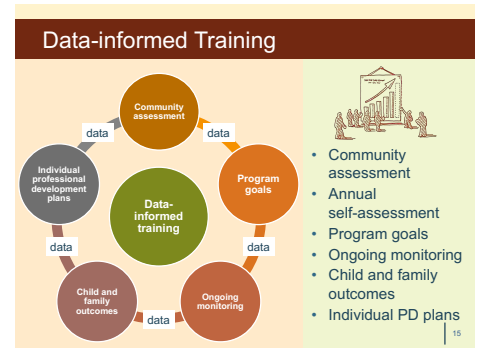 Data-informed Training
Community
assessment
data
data
Individual
professional
development
plans
Program
goals
Data-
informed
training
data
data
Child and
family
outcomes
Ongoing
monitoring
data
• Community
assessment
• Annual
self-assessment
• Program goals
• Ongoing monitoring
• Child and family
outcomes
• Individual PD plans
15